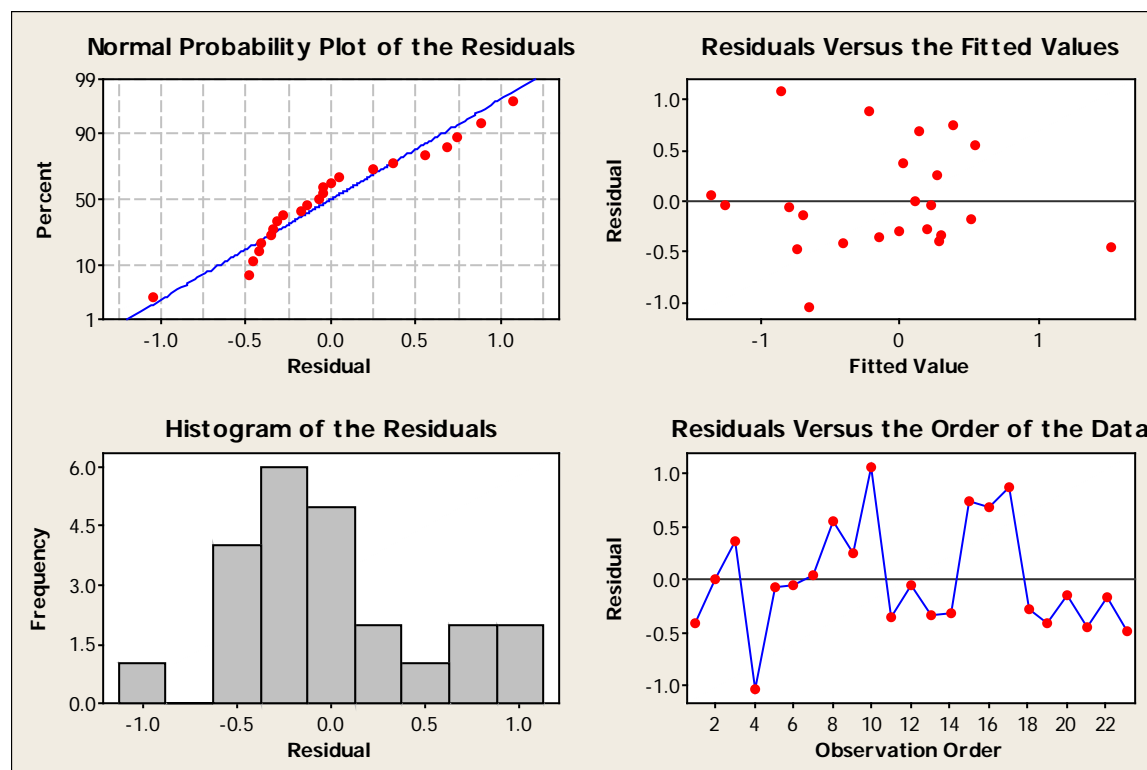 Normal Probability Plot of the Residuals
99
90
50
10
1
Percent
-1.0 -0.5 0.0 0.5 1.0
Residual
Residuals Versus the Fitted Values
1.0
0.5
0.0
-0.5
-1.0
Residual
-1 0 1
Fitted Value
Histogram of the Residuals
6.0
4.5
3.0
1.5
0.0
Frequency
-1.0 -0.5 0.0 0.5 1.0
Residual
Residuals Versus the Order of the Data
1.0
0.5
0.0
-0.5
-1.0
Residual
2 4 6 8 10 12 14 16 18 20 22
Observation Order